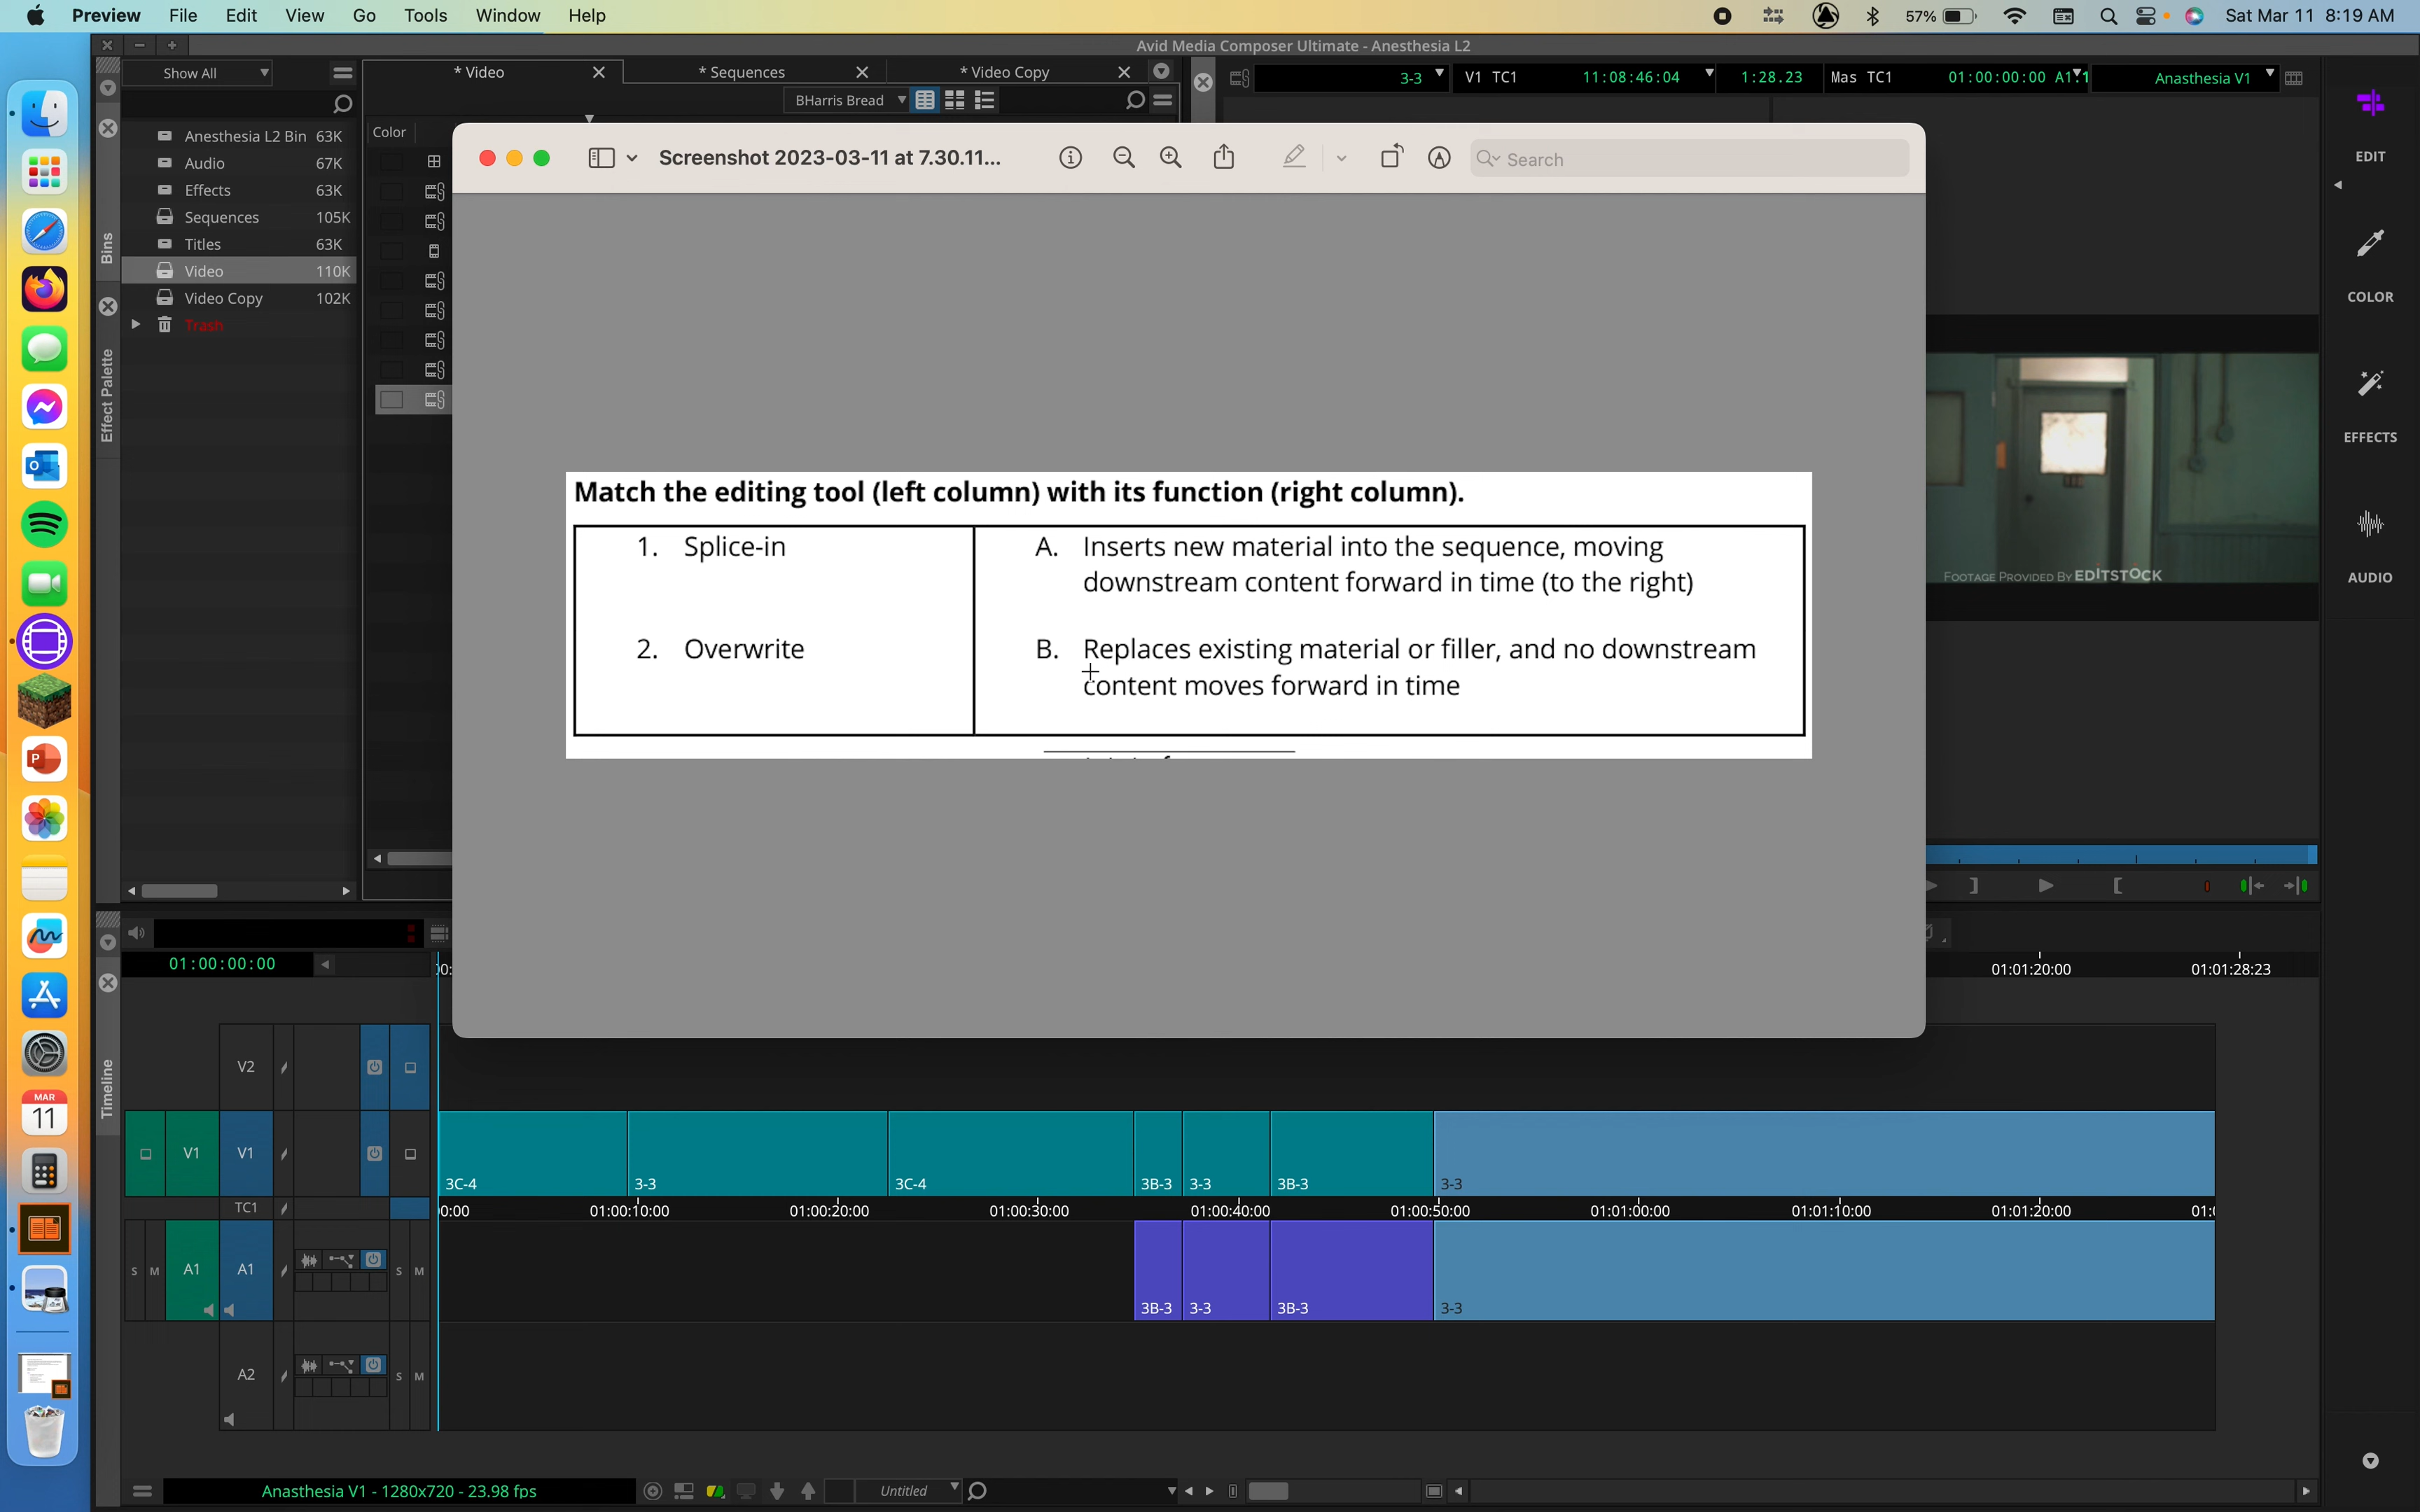 Preview File Edit View Go Tools Window Help 57% Sat Mar 11 8:19 AM
Avid Media Composer Ultimate - Anesthesia L2
Show All
* Video
* Sequences
* Video Copy
3-3 V1 TC1 11:08:46:04 1:28.23 Mas TC1 01:00:00:00 Anasthesia V1
BHarris Bread
Color
Anesthesia L2 Bin 63K
Audio 67K
Effects 63K
Sequences 105K
Titles 63K
Video 110K
Video Copy 102K
Trash
Bins
Effect Palette
Screenshot 2023-03-11 at 7.30.11...
Search
Match the editing tool (left column) with its function (right column).
1. Splice-in
A. Inserts new material into the sequence, moving
downstream content forward in time (to the right)
2. Overwrite
B. Replaces existing material or filler, and no downstream
content moves forward in time
EDIT
COLOR
EFFECTS
AUDIO
FOOTAGE PROVIDED BY EDITSTOCK
01:00:00:00
01:01:20:00 01:01:28:23
Timeline
V2
V1 V1
3C-4 3-3 3C-4 3B-3 3-3 3B-3 3-3
TC1
0:00 01:00:10:00 01:00:20:00 01:00:30:00 01:00:40:00 01:00:50:00 01:01:00:00 01:01:10:00 01:01:20:00
S M A1 A1 S M
3B-3 3-3 3B-3 3-3
A2 S M
MAR
11
Anasthesia V1 - 1280x720 - 23.98 fps
Untitled